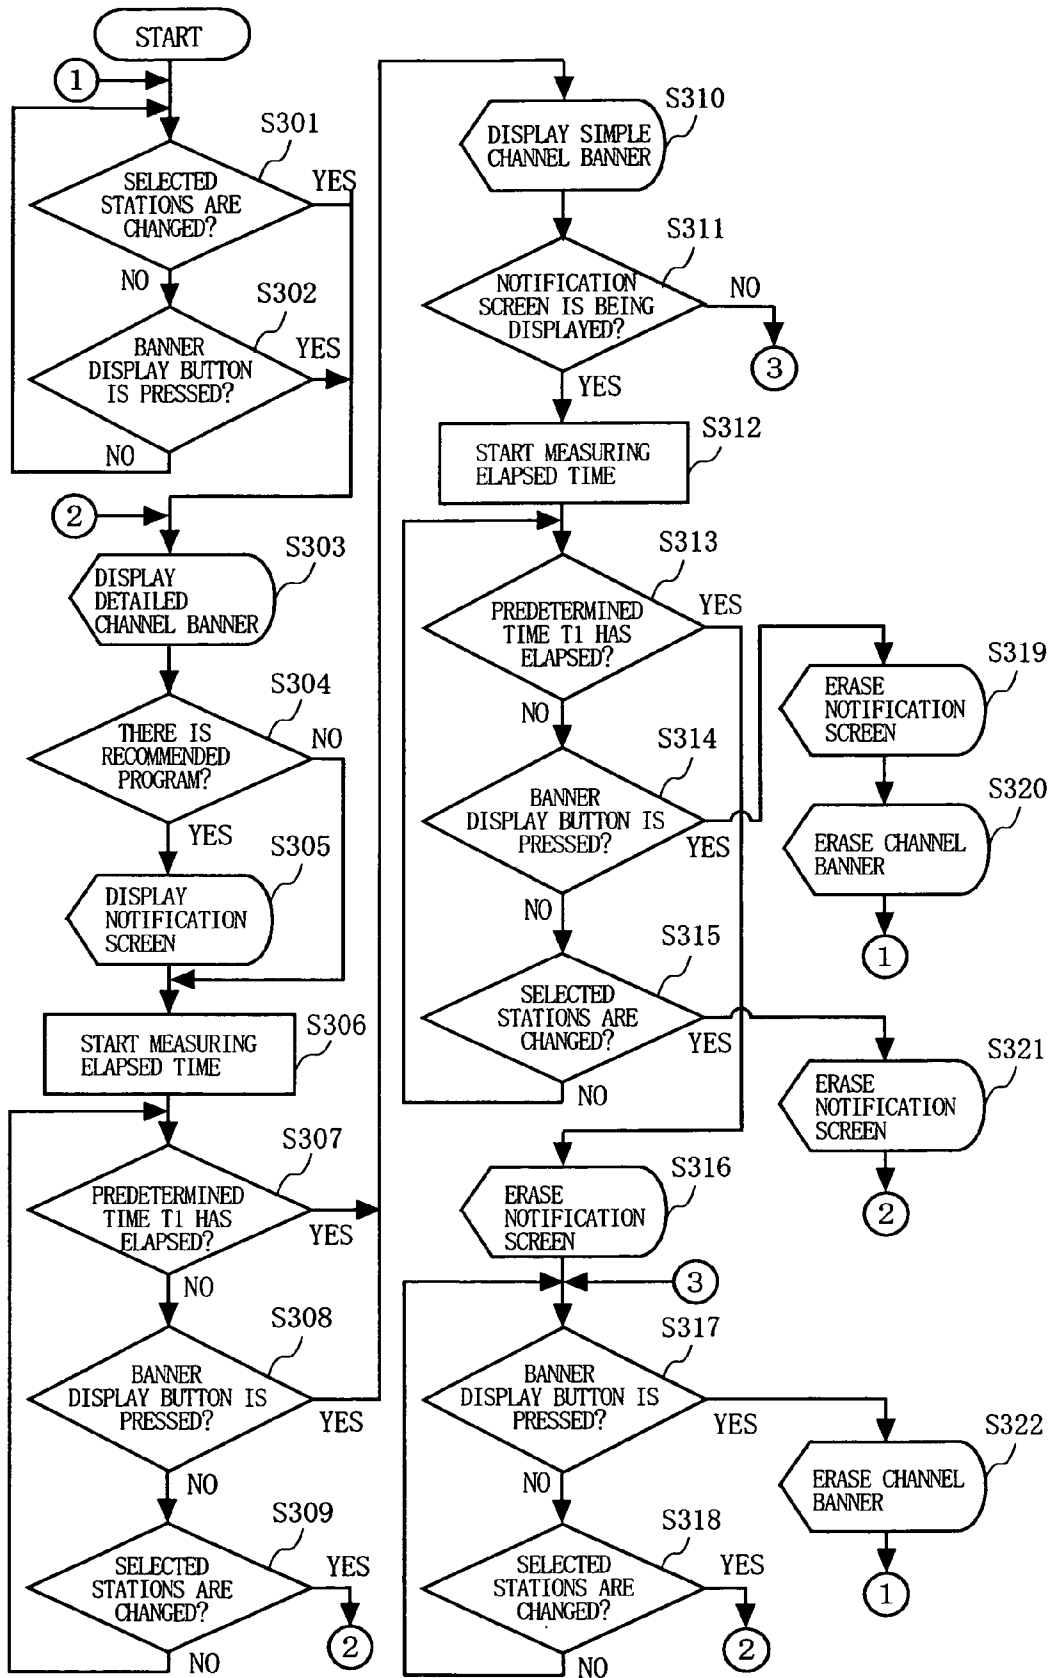 START
1
S301
SELECTED
STATIONS ARE
CHANGED?
YES
NO
S302
BANNER
DISPLAY BUTTON
IS PRESSED?
YES
NO
2
S303
DISPLAY
DETAILED
CHANNEL BANNER
S304
THERE IS
RECOMMENDED
PROGRAM?
NO
YES
S305
DISPLAY
NOTIFICATION
SCREEN
S306
START MEASURING
ELAPSED TIME
S307
PREDETERMINED
TIME T1 HAS
ELAPSED?
YES
NO
S308
BANNER
DISPLAY BUTTON IS
PRESSED?
YES
NO
S309
SELECTED
STATIONS ARE
CHANGED?
YES
2
NO
S310
DISPLAY SIMPLE
CHANNEL BANNER
S311
NOTIFICATION
SCREEN IS BEING
DISPLAYED?
NO
3
YES
S312
START MEASURING
ELAPSED TIME
S313
PREDETERMINED
TIME T1 HAS
ELAPSED?
YES
NO
S314
BANNER
DISPLAY BUTTON IS
PRESSED?
YES
NO
S315
SELECTED
STATIONS ARE
CHANGED?
YES
NO
S316
ERASE
NOTIFICATION
SCREEN
3
S317
BANNER
DISPLAY BUTTON IS
PRESSED?
YES
NO
S318
SELECTED
STATIONS ARE
CHANGED?
YES
2
NO
S319
ERASE
NOTIFICATION
SCREEN
S320
ERASE CHANNEL
BANNER
1
S321
ERASE
NOTIFICATION
SCREEN
2
S322
ERASE CHANNEL
BANNER
1